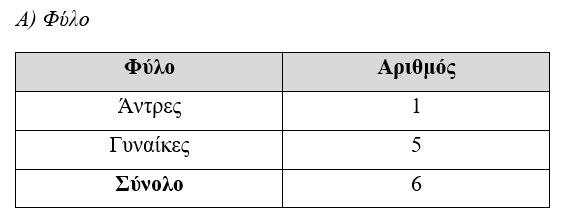 Α) Φύλο
Φύλο Αριθμός
Άντρες 1
Γυναίκες 5
Σύνολο 6